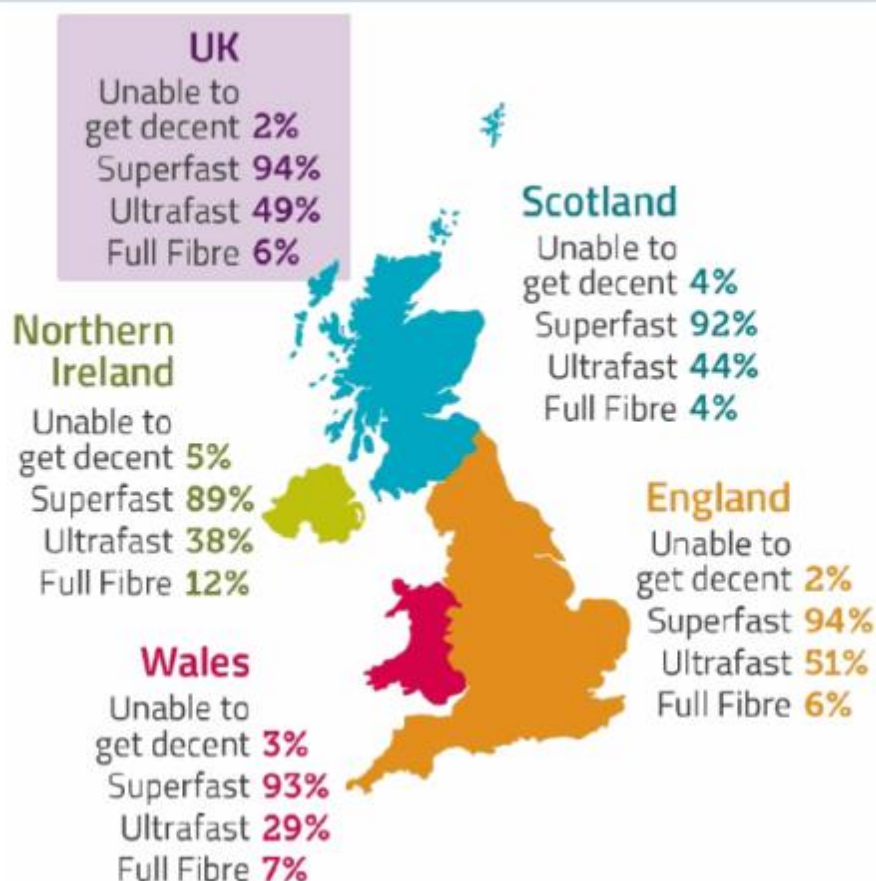 UK
Unable to
get decent 2%
Superfast 94%
Ultrafast 49%
Full Fibre 6%
Scotland
Unable to
get decent 4%
Superfast 92%
Ultrafast 44%
Full Fibre 4%
Northern
Ireland
Unable to
get decent 5%
Superfast 89%
Ultrafast 38%
Full Fibre 12%
England
Unable to
get decent 2%
Superfast 94%
Ultrafast 51%
Full Fibre 6%
Wales
Unable to
get decent 3%
Superfast 93%
Ultrafast 29%
Full Fibre 7%